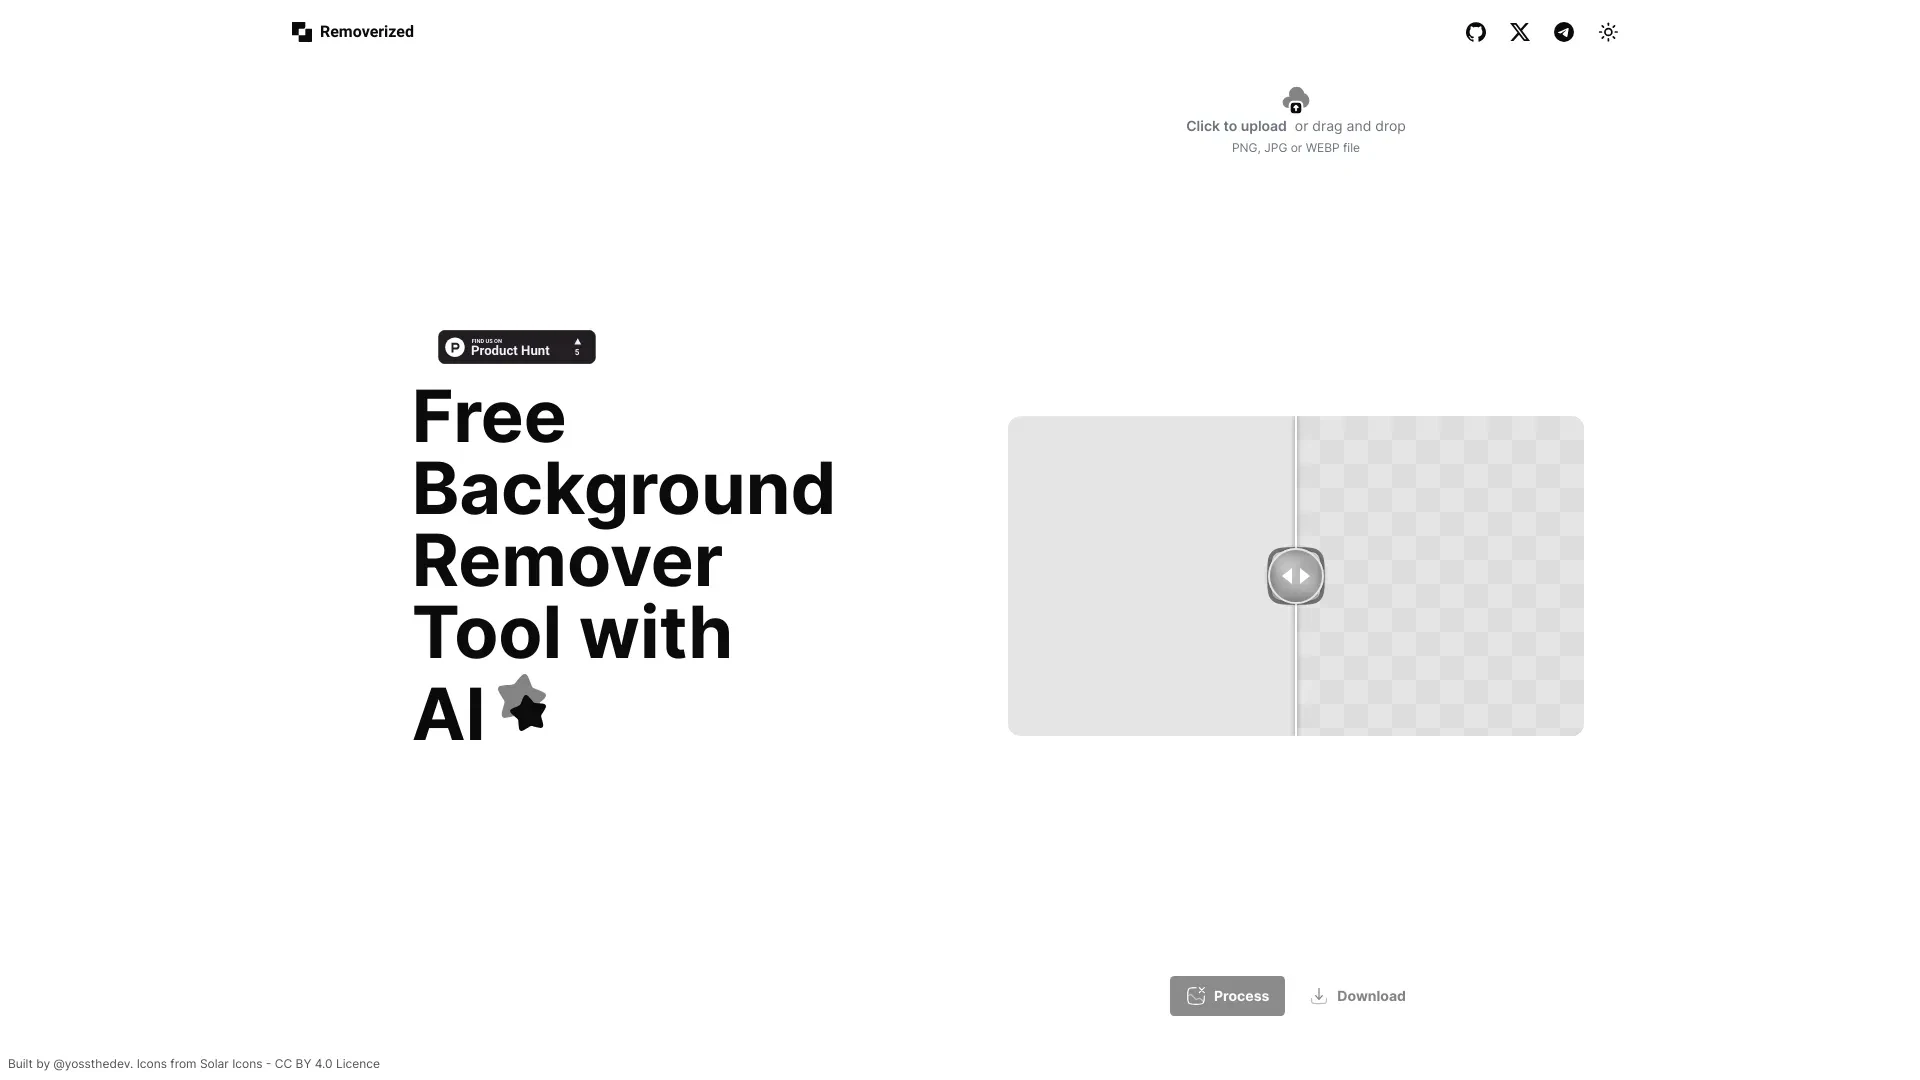 Removerized
Click to upload or drag and drop
PNG, JPG or WEBP file
FIND US ON
Product Hunt
5
Free
Background
Remover
Tool with
AI
Process
Download
Built by @yossthedev. Icons from Solar Icons - CC BY 4.0 Licence